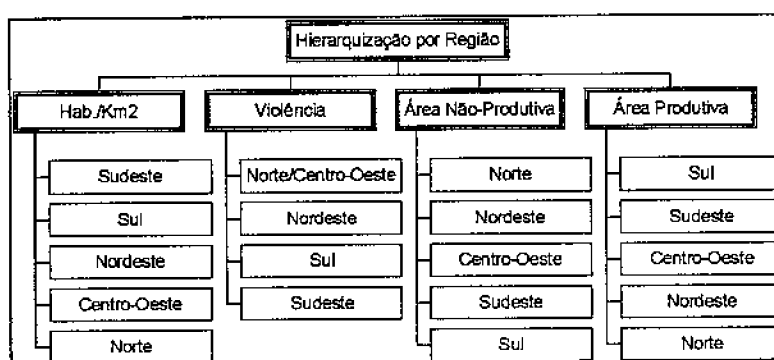 Hierarquização por Região
Hab./Km2
Violência
Área Não-Produtiva
Área Produtiva
Sudeste
Sul
Nordeste
Centro-Oeste
Norte
Norte/Centro-Oeste
Nordeste
Sul
Sudeste
Norte
Nordeste
Centro-Oeste
Sudeste
Sul
Sul
Sudeste
Centro-Oeste
Nordeste
Norte